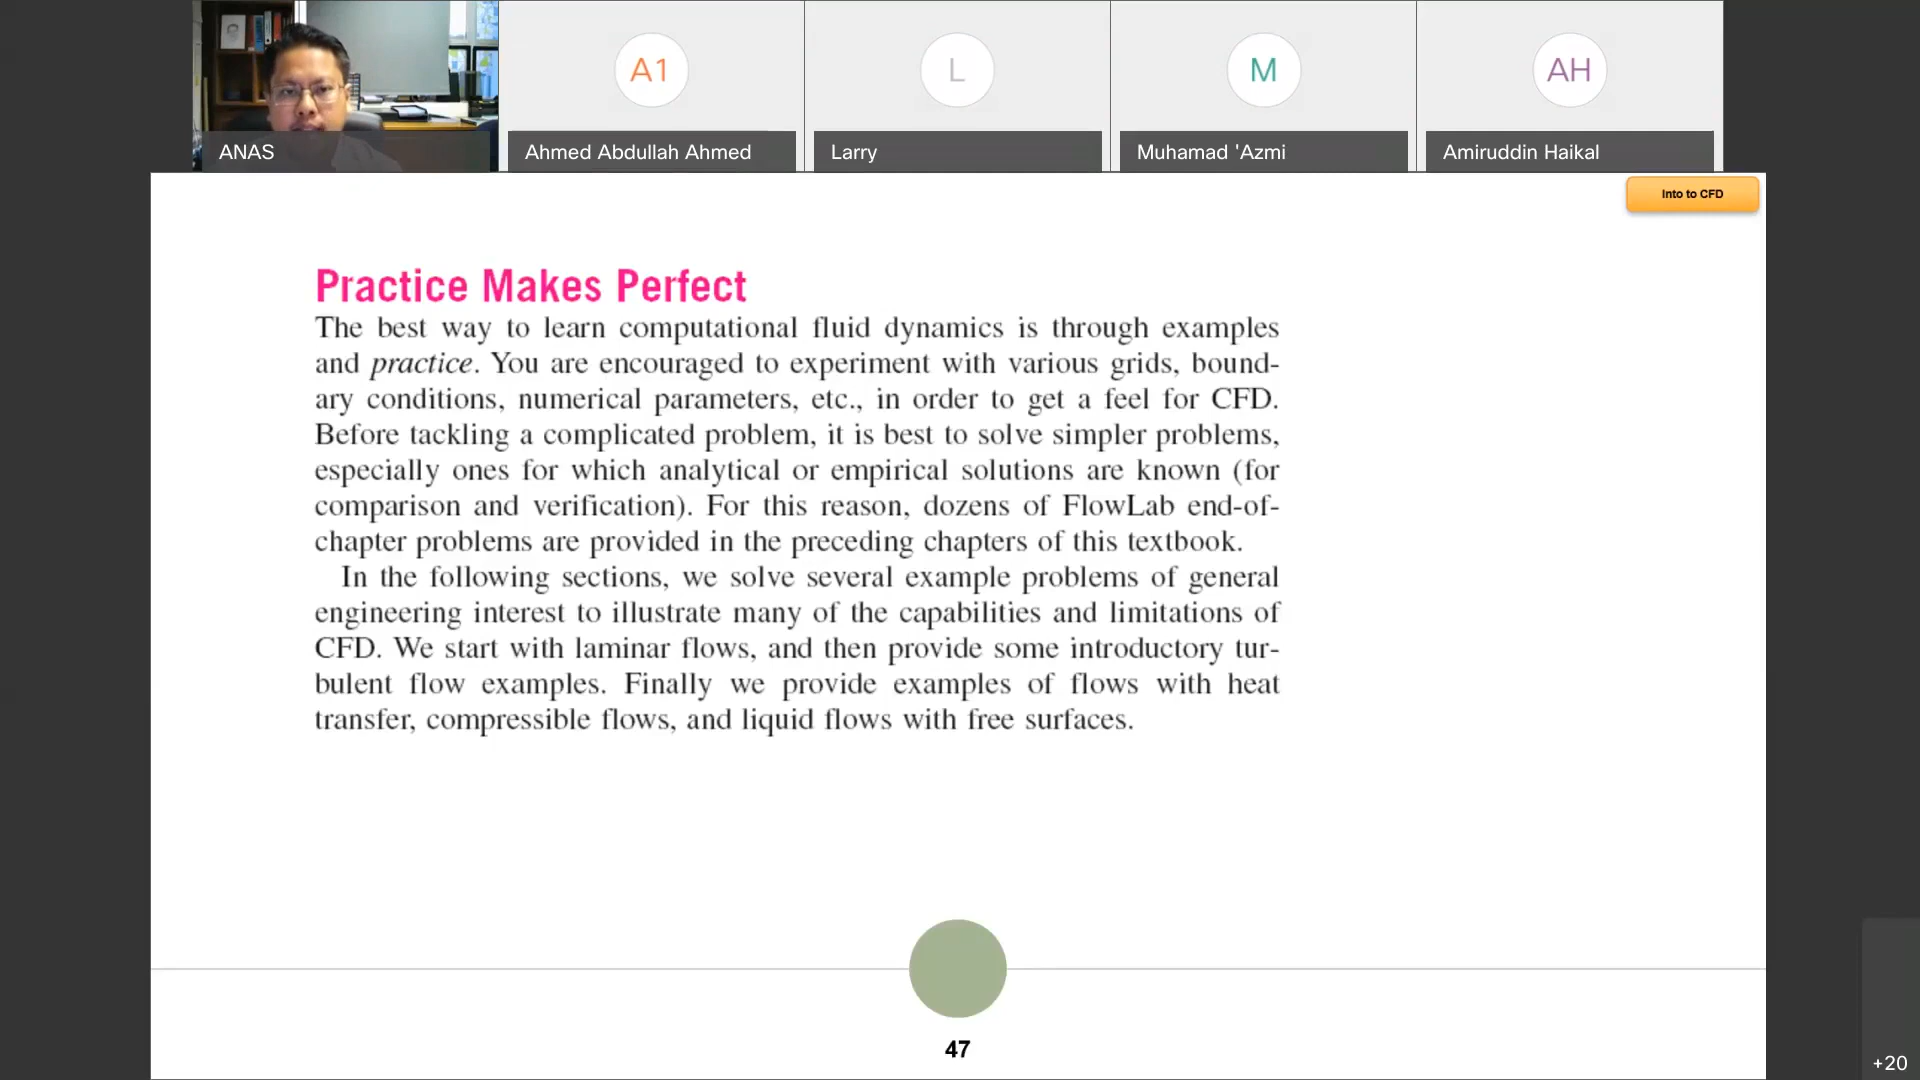 A1
L
M
AH
ANAS
Ahmed Abdullah Ahmed
Larry
Muhamad 'Azmi
Amiruddin Haikal
Into to CFD
Practice Makes Perfect
The best way to learn computational fluid dynamics is through examples
and practice. You are encouraged to experiment with various grids, bound-
ary conditions, numerical parameters, etc., in order to get a feel for CFD.
Before tackling a complicated problem, it is best to solve simpler problems,
especially ones for which analytical or empirical solutions are known (for
comparison and verification). For this reason, dozens of FlowLab end-of-
chapter problems are provided in the preceding chapters of this textbook.
In the following sections, we solve several example problems of general
engineering interest to illustrate many of the capabilities and limitations of
CFD. We start with laminar flows, and then provide some introductory tur-
bulent flow examples. Finally we provide examples of flows with heat
transfer, compressible flows, and liquid flows with free surfaces.
47
+20